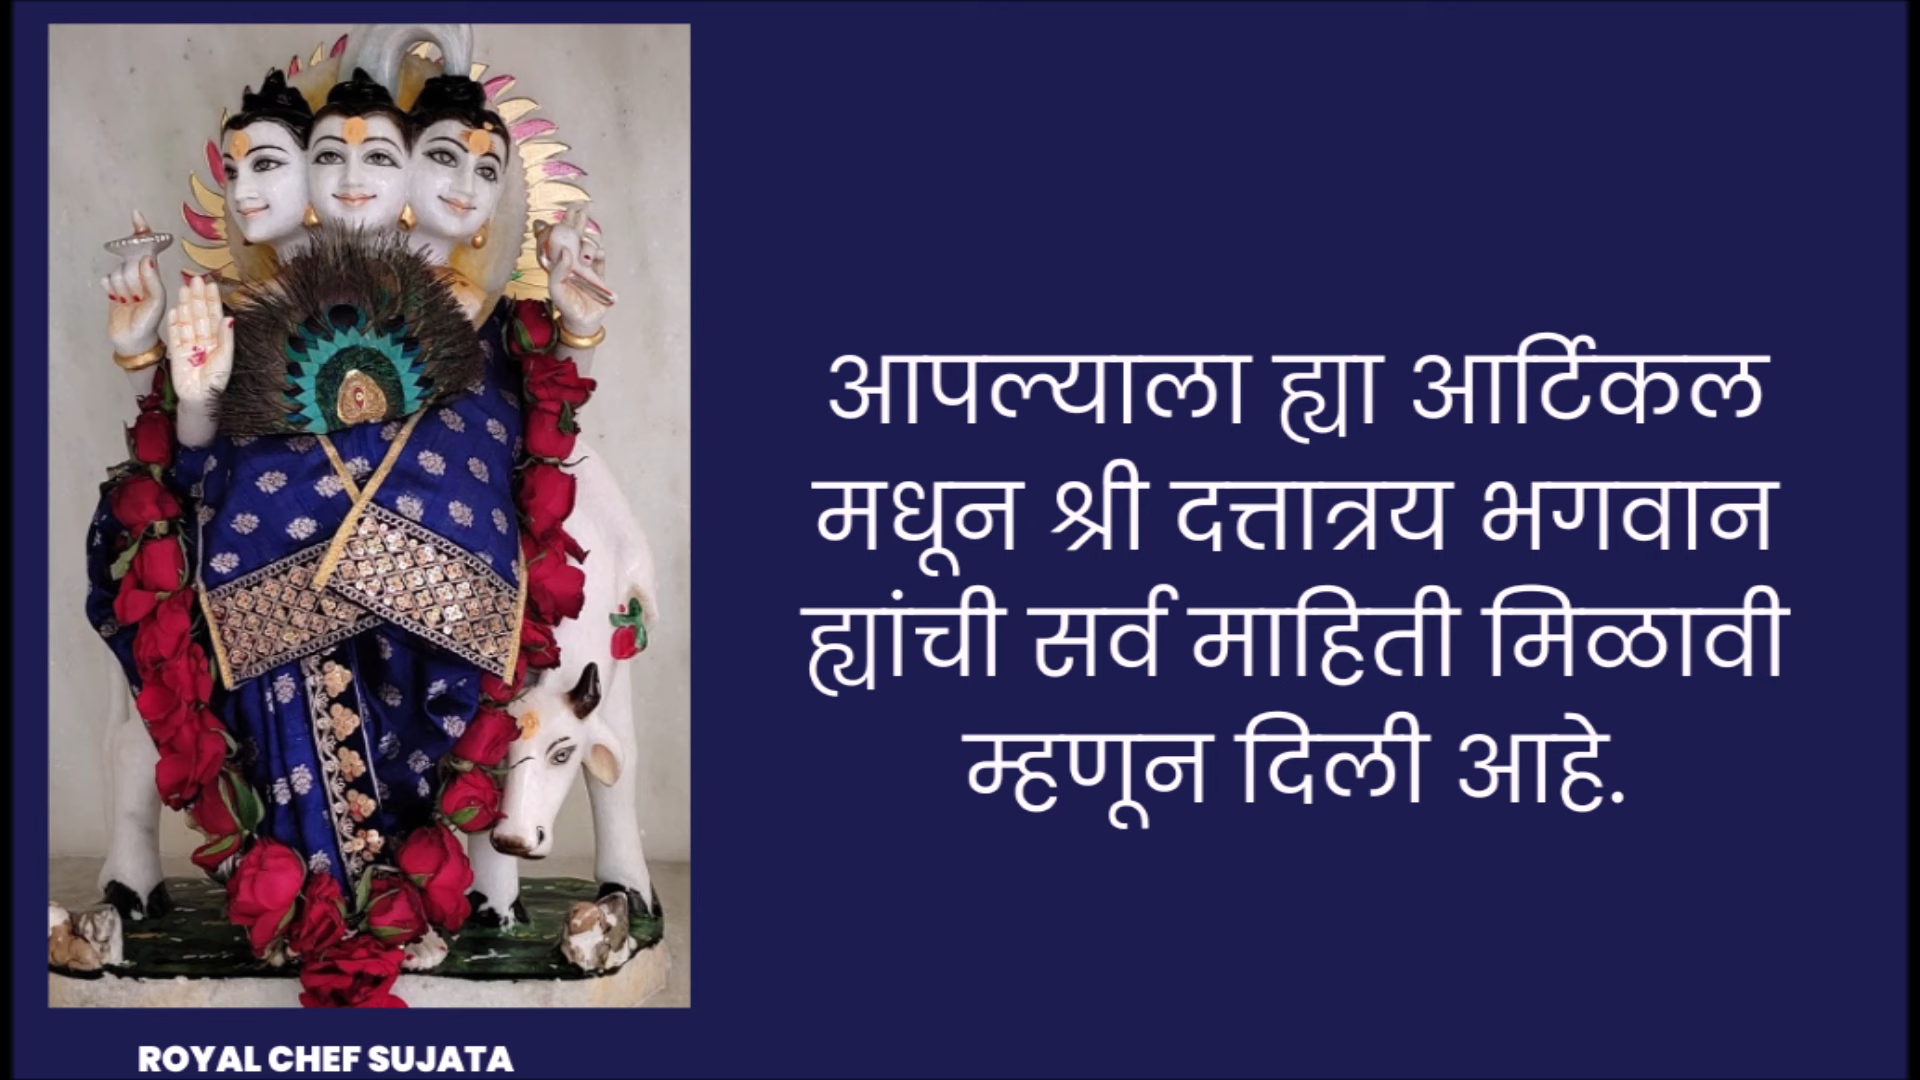 आपल्याला ह्या आर्टिकल
मधून श्री दत्तात्रय भगवान
ह्यांची सर्व माहिती मिळावी
म्हणून दिली आहे.
ROYAL CHEF SUJATA